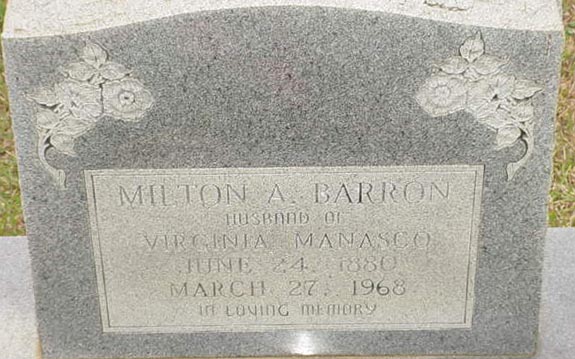 MILTON A. BARRON
HUSBAND OF
VIRGINIA MANASCO
JUNE 24, 1880
MARCH 27, 1968
IN LOVING MEMORY